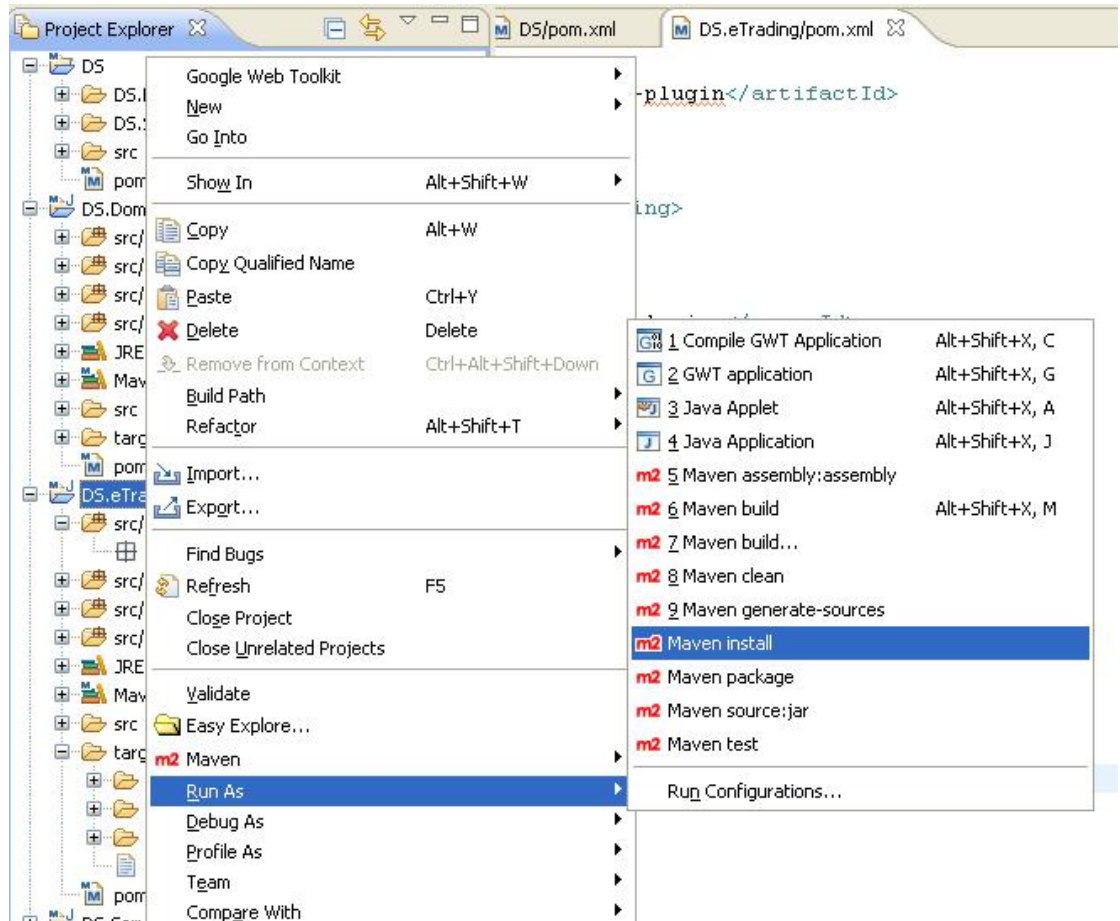 Project Explorer
DS/pom.xml
DS.eTrading/pom.xml
DS
DS.
DS.
src
pom
DS.Dom
src/
src/
src/
src/
JRE
Mav
src
targ
pom
DS.eTra
src/
src/
src/
src/
JRE
Mav
src
targ
pom
Google Web Toolkit
New
Go Into
Show In Alt+Shift+W
Copy Alt+W
Copy Qualified Name
Paste Ctrl+Y
Delete Delete
Remove from Context Ctrl+Alt+Shift+Down
Build Path
Refactor Alt+Shift+T
Import...
Export...
Find Bugs
Refresh F5
Close Project
Close Unrelated Projects
Validate
Easy Explore...
m2 Maven
Run As
Debug As
Profile As
Team
Compare With
-plugin</artifactId>
ing>
1 Compile GWT Application Alt+Shift+X, C
2 GWT application Alt+Shift+X, G
3 Java Applet Alt+Shift+X, A
4 Java Application Alt+Shift+X, J
m2 5 Maven assembly:assembly
m2 6 Maven build Alt+Shift+X, M
m2 7 Maven build...
m2 8 Maven clean
m2 9 Maven generate-sources
m2 Maven install
m2 Maven package
m2 Maven source:jar
m2 Maven test
Run Configurations...